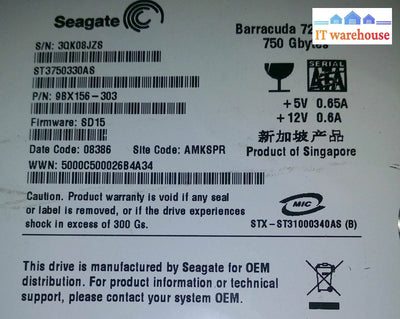 Seagate
Barracuda 72
750 Gbytes
IT warehouse
S/N: 3QK08JZS
ST3750330AS
P/N: 9BX156-303
Firmware: SD15
Date Code: 08386 Site Code: AMKSPR
WWN: 5000C500026B4A34
SERIAL
SATA
+5V 0.65A
+12V 0.6A
新加坡产品
Product of Singapore
Caution: Product warranty is void if any seal
or label is removed, or if the drive experiences
shock in excess of 300 Gs.
MIC
STX-ST31000340AS (B)
This drive is manufactured by Seagate for OEM
distribution. For product information or technical
support, please contact your system OEM.